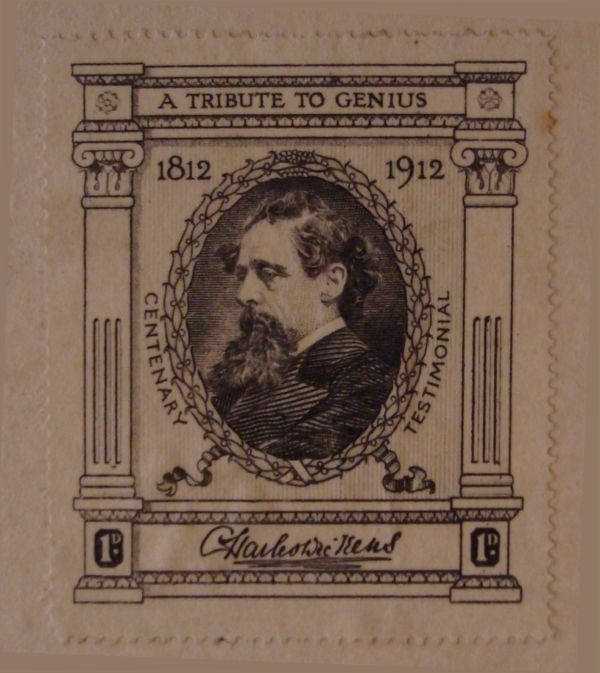 A TRIBUTE TO GENIUS
1812 1912
CENTENARY
TESTIMONIAL
1D Charles Dickens 1D